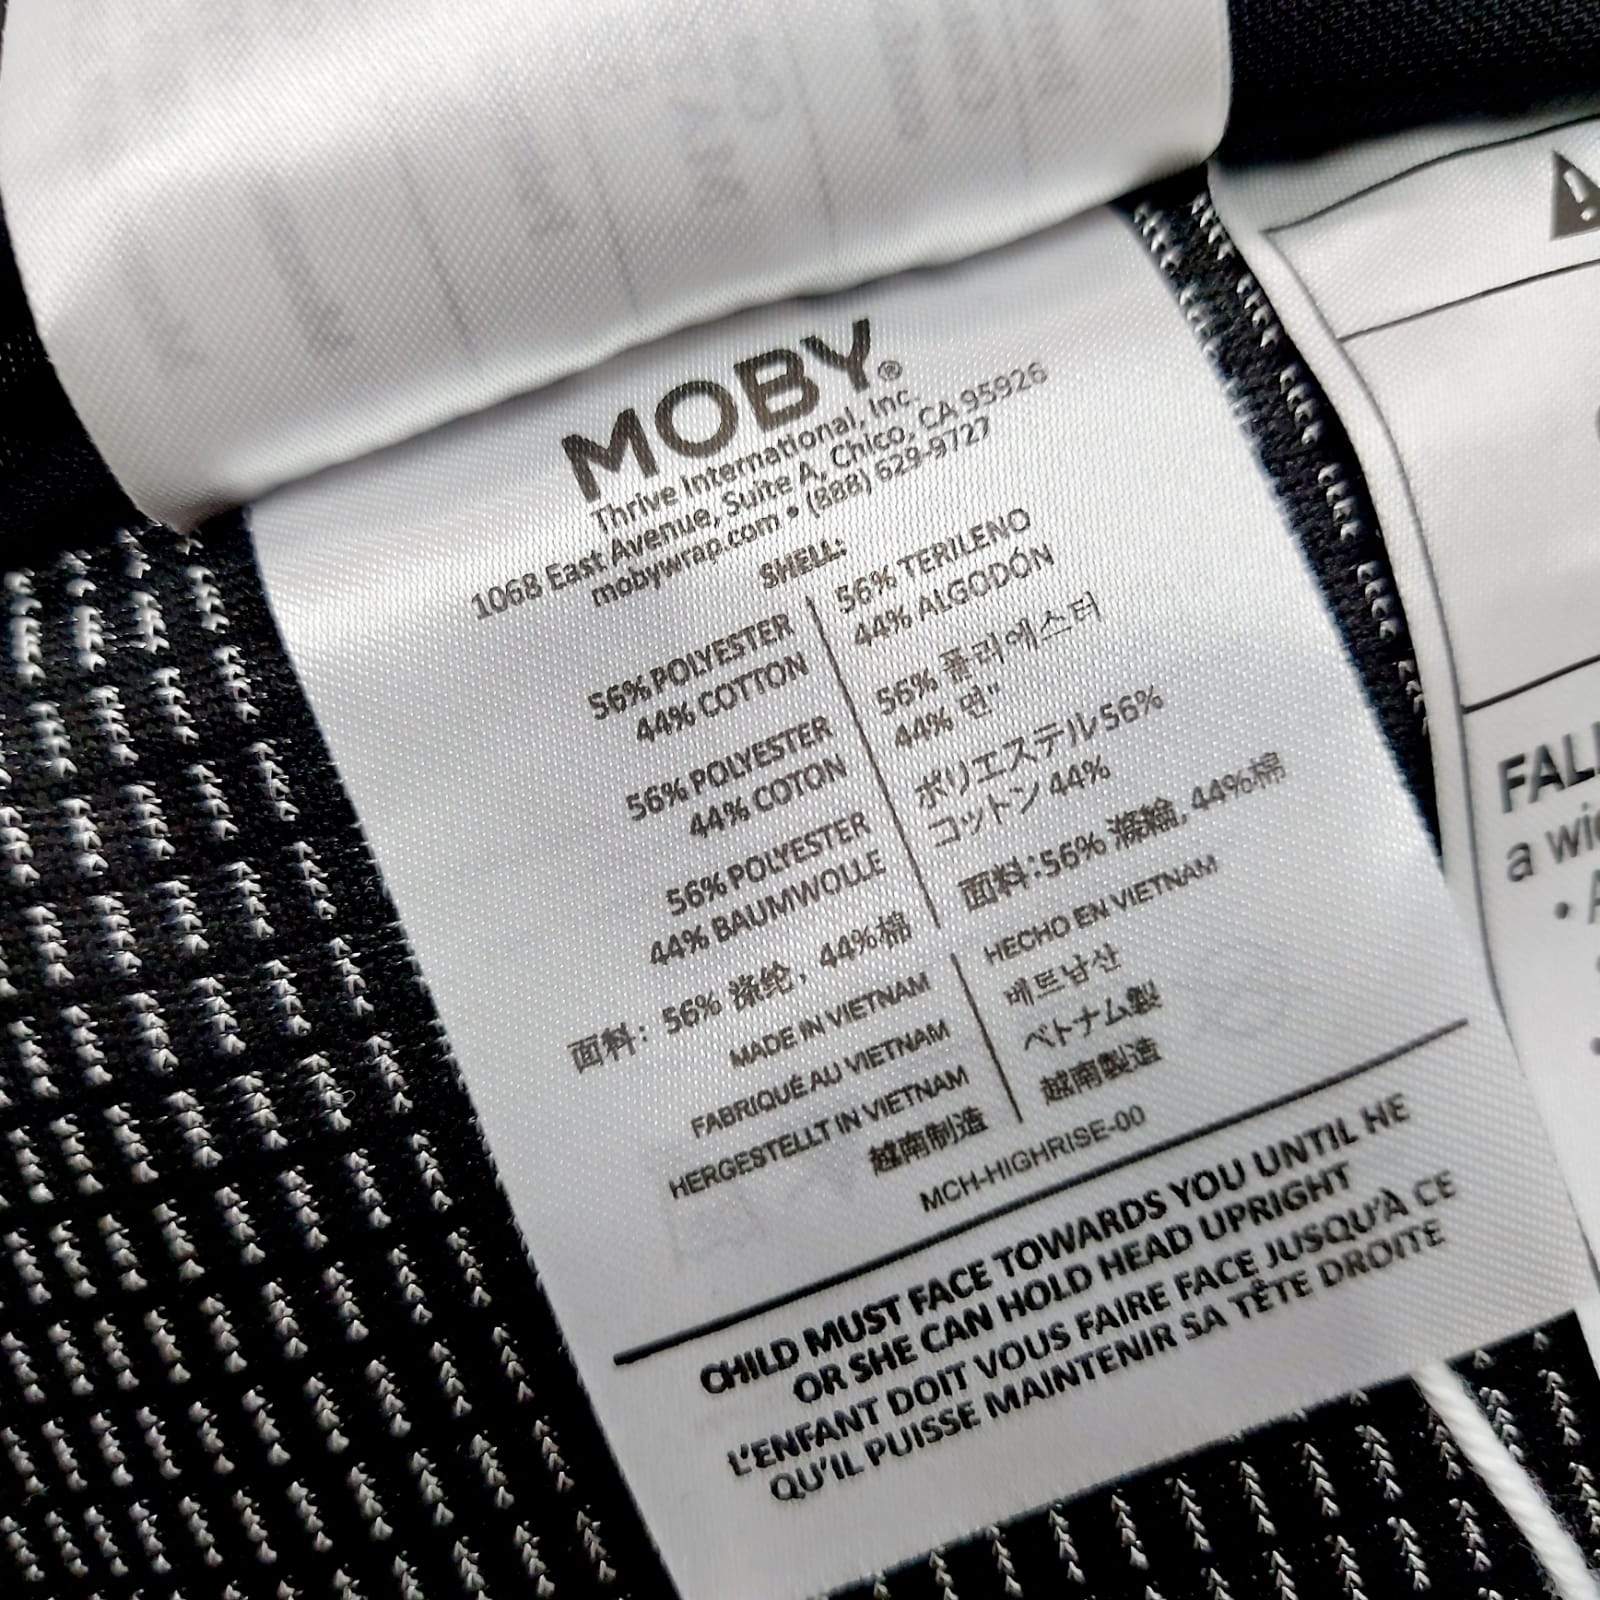 MOBY®
Thrive International, Inc.
1068 East Avenue, Suite A, Chico, CA 95926
mobywrap.com • (888) 629-9727
SHELL:
56% POLYESTER
44% COTTON
56% POLYESTER
44% COTON
56% POLYESTER
44% BAUMWOLLE
面料: 56% 涤纶, 44%棉
56% TERILENO
44% ALGODÓN
56% 폴리에스터
44% 면"
ポリエステル56%
コットン44%
面料:56% 滌綸, 44%棉
MADE IN VIETNAM
FABRIQUÉ AU VIETNAM
HERGESTELLT IN VIETNAM
越南制造
HECHO EN VIETNAM
베트남산
ベトナム製
越南製造
MCH-HIGHRISE-00
CHILD MUST FACE TOWARDS YOU UNTIL HE
OR SHE CAN HOLD HEAD UPRIGHT
L'ENFANT DOIT VOUS FAIRE FACE JUSQU'À CE
QU'IL PUISSE MAINTENIR SA TÊTE DROITE
a